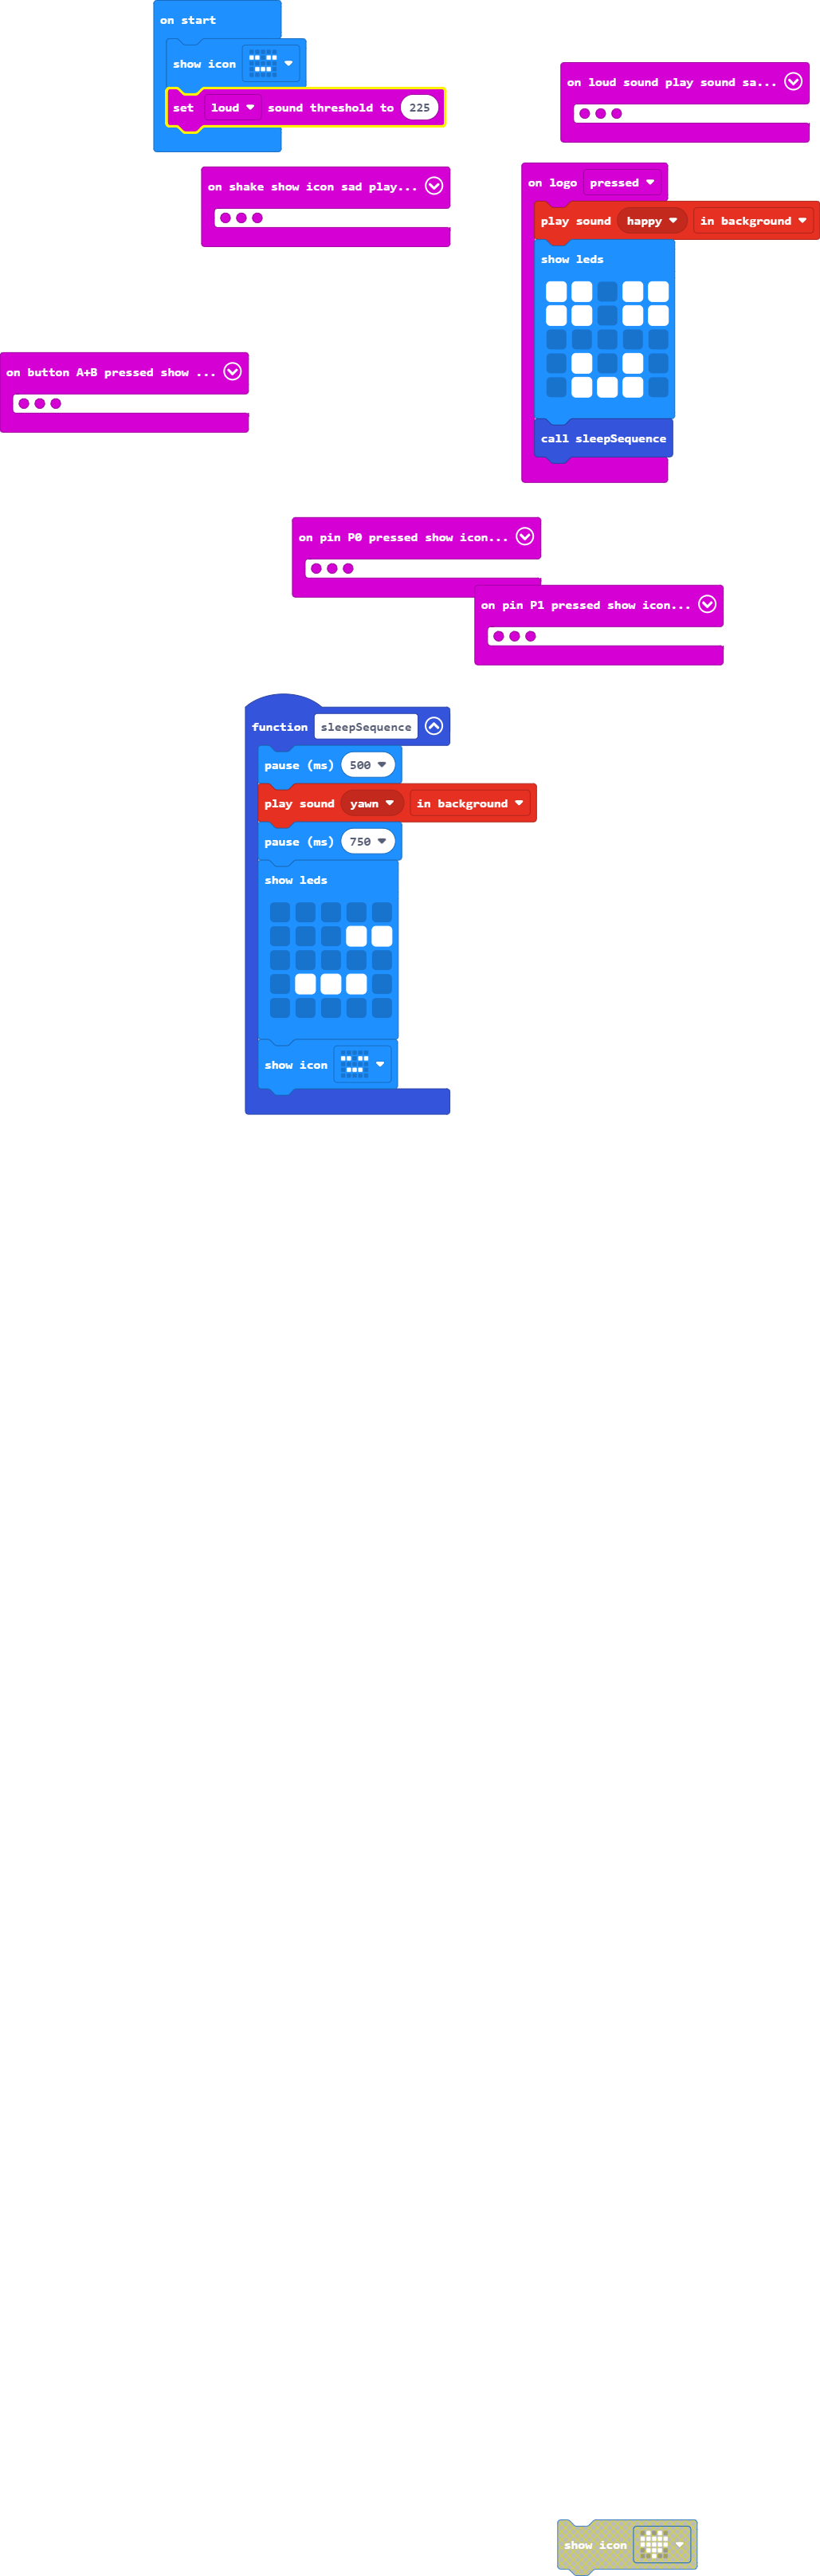 on start
show icon
set loud sound threshold to 225
on loud sound play sound sa...
on shake show icon sad play...
on logo pressed
play sound happy in background
show leds
call sleepSequence
on button A+B pressed show ...
on pin P0 pressed show icon...
on pin P1 pressed show icon...
function sleepSequence
pause (ms) 500
play sound yawn in background
pause (ms) 750
show leds
show icon
show icon